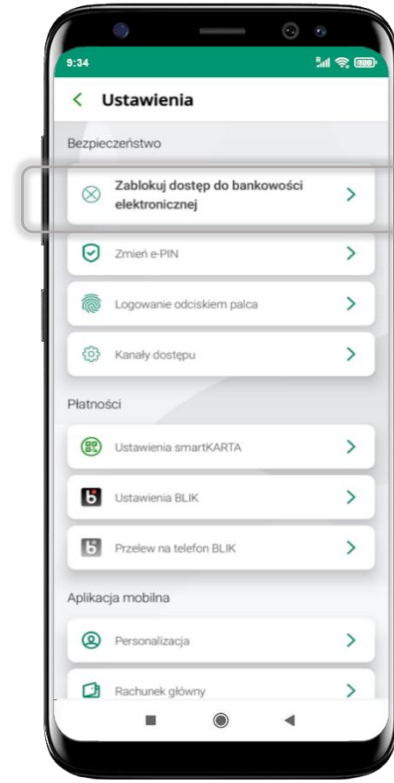 9:34
Ustawienia
Bezpieczeństwo
Zablokuj dostęp do bankowości
elektronicznej
Zmień e-PIN
Logowanie odciskiem palca
Kanały dostępu
Płatności
Ustawienia smartKARTA
Ustawienia BLIK
Przelew na telefon BLIK
Aplikacja mobilna
Personalizacja
Rachunek główny